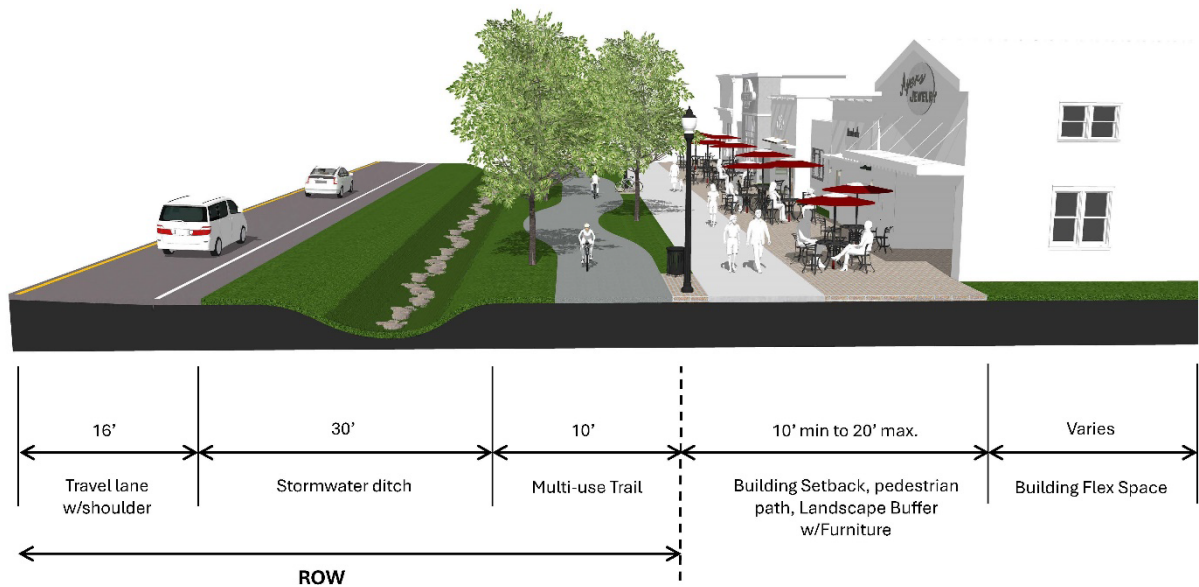 Ayers
JEWELRY
16’
30’
10’
10’ min to 20’ max.
Varies
Travel lane
w/shoulder
Stormwater ditch
Multi-use Trail
Building Setback, pedestrian
path, Landscape Buffer
w/Furniture
Building Flex Space
ROW